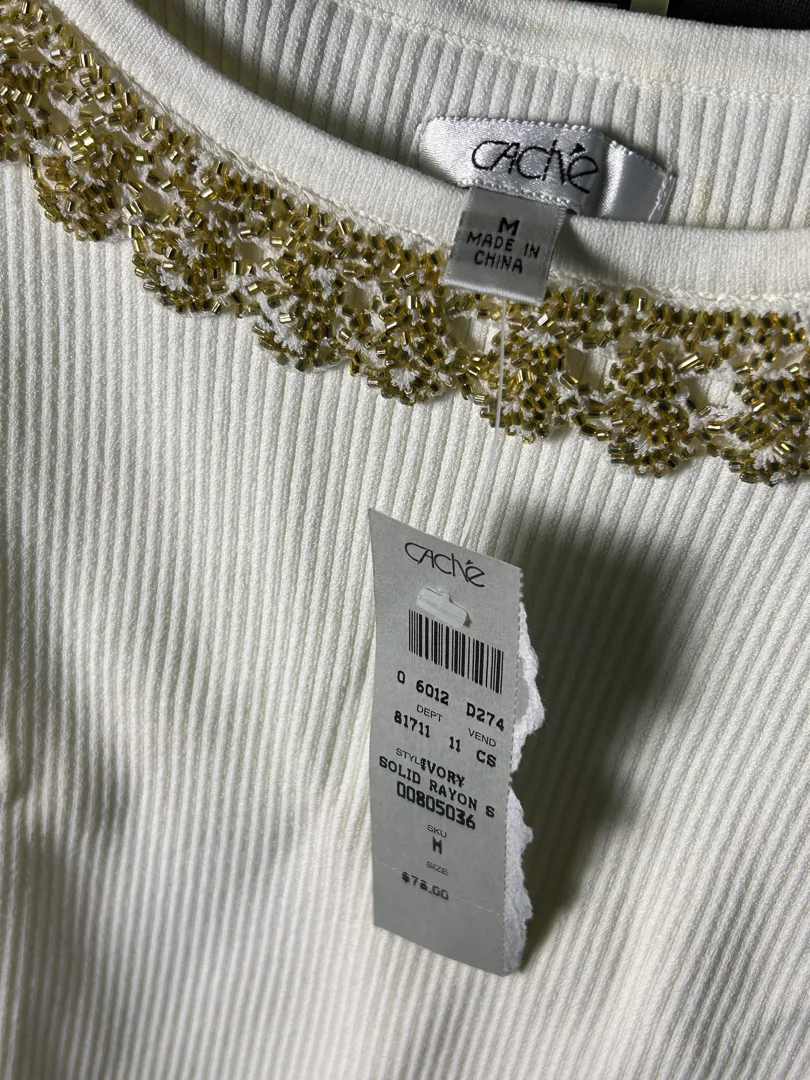 CAChé
M
MADE IN
CHINA
CAChé
0 6012 D274
DEPT VEND
81711 11 CS
STYLE IVORY
SOLID RAYON S
00805036
SKU
M
SIZE
$78.00